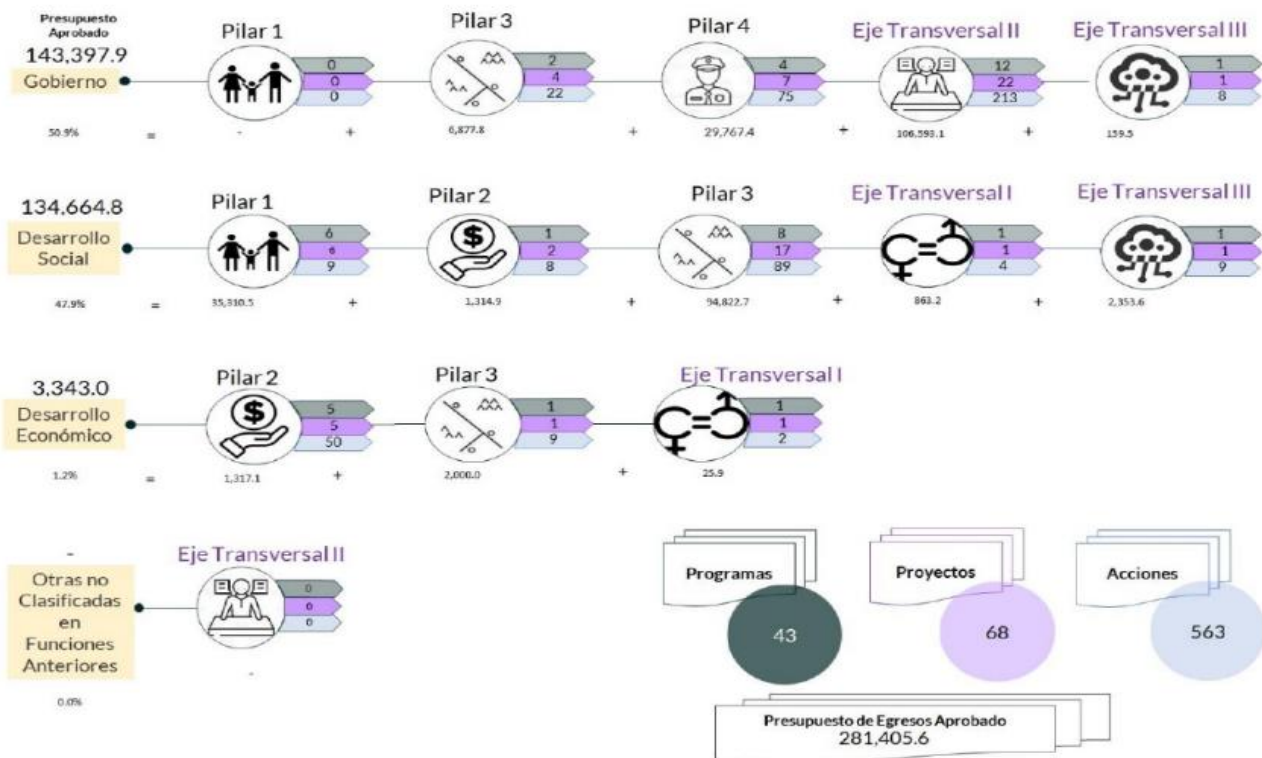 Presupuesto
Aprobado
143,397.9
Gobierno
50.9%
=
Pilar 1
0
0
0
-
+
Pilar 3
2
4
22
6,877.8
+
Pilar 4
4
7
75
29,767.4
+
Eje Transversal II
12
22
213
106,593.1
+
Eje Transversal III
1
1
8
159.5
134,664.8
Desarrollo
Social
47.9%
=
Pilar 1
6
6
9
35,310.5
+
Pilar 2
$
1
2
8
1,314.9
+
Pilar 3
8
17
89
94,822.7
+
Eje Transversal I
1
1
4
863.2
+
Eje Transversal III
1
1
9
2,353.6
3,343.0
Desarrollo
Económico
1.2%
=
Pilar 2
$
5
5
50
1,317.1
+
Pilar 3
1
1
9
2,000.0
+
Eje Transversal I
1
1
2
25.9
-
Otras no
Clasificadas
en
Funciones
Anteriores
0.0%
Eje Transversal II
0
0
0
-
Programas
43
Proyectos
68
Acciones
563
Presupuesto de Egresos Aprobado
281,405.6